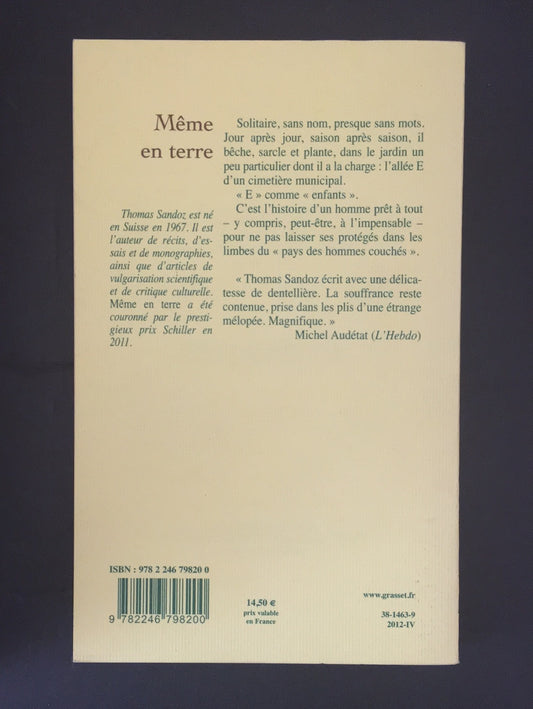 Même
en terre
Thomas Sandoz est né
en Suisse en 1967. Il est
l'auteur de récits, d'es-
sais et de monographies,
ainsi que d'articles de
vulgarisation scientifique
et de critique culturelle.
Même en terre a été
couronné par le presti-
gieux prix Schiller en
2011.
Solitaire, sans nom, presque sans mots.
Jour après jour, saison après saison, il
bêche, sarcle et plante, dans le jardin un
peu particulier dont il a la charge : l'allée E
d'un cimetière municipal.
« E » comme « enfants ».
C'est l'histoire d'un homme prêt à tout
– y compris, peut-être, à l'impensable –
pour ne pas laisser ses protégés dans les
limbes du « pays des hommes couchés ».
« Thomas Sandoz écrit avec une délica-
tesse de dentellière. La souffrance reste
contenue, prise dans les plis d'une étrange
mélopée. Magnifique. »
Michel Audétat (L'Hebdo)
ISBN : 978 2 246 79820 0
9 782246 798200
14,50 €
prix valable
en France
www.grasset.fr
38-1463-9
2012-IV